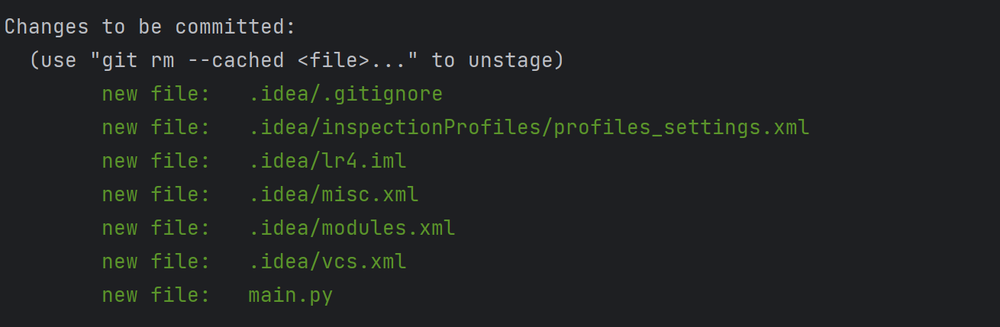 Changes to be committed:
  (use "git rm --cached <file>..." to unstage)
        new file:   .idea/.gitignore
        new file:   .idea/inspectionProfiles/profiles_settings.xml
        new file:   .idea/lr4.iml
        new file:   .idea/misc.xml
        new file:   .idea/modules.xml
        new file:   .idea/vcs.xml
        new file:   main.py